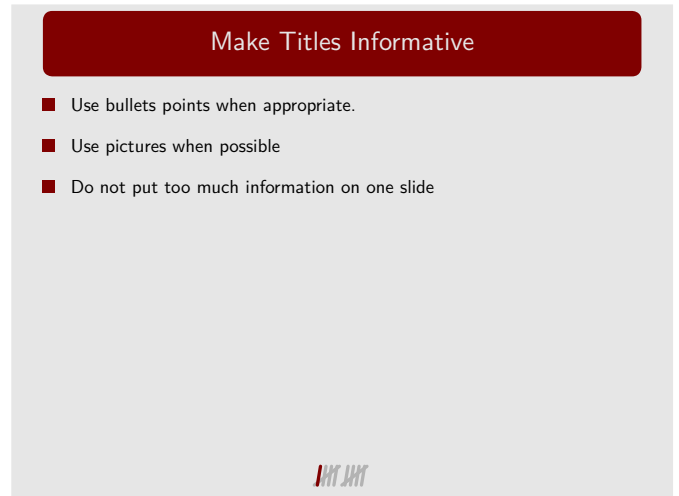 Make Titles Informative
Use bullets points when appropriate.
Use pictures when possible
Do not put too much information on one slide